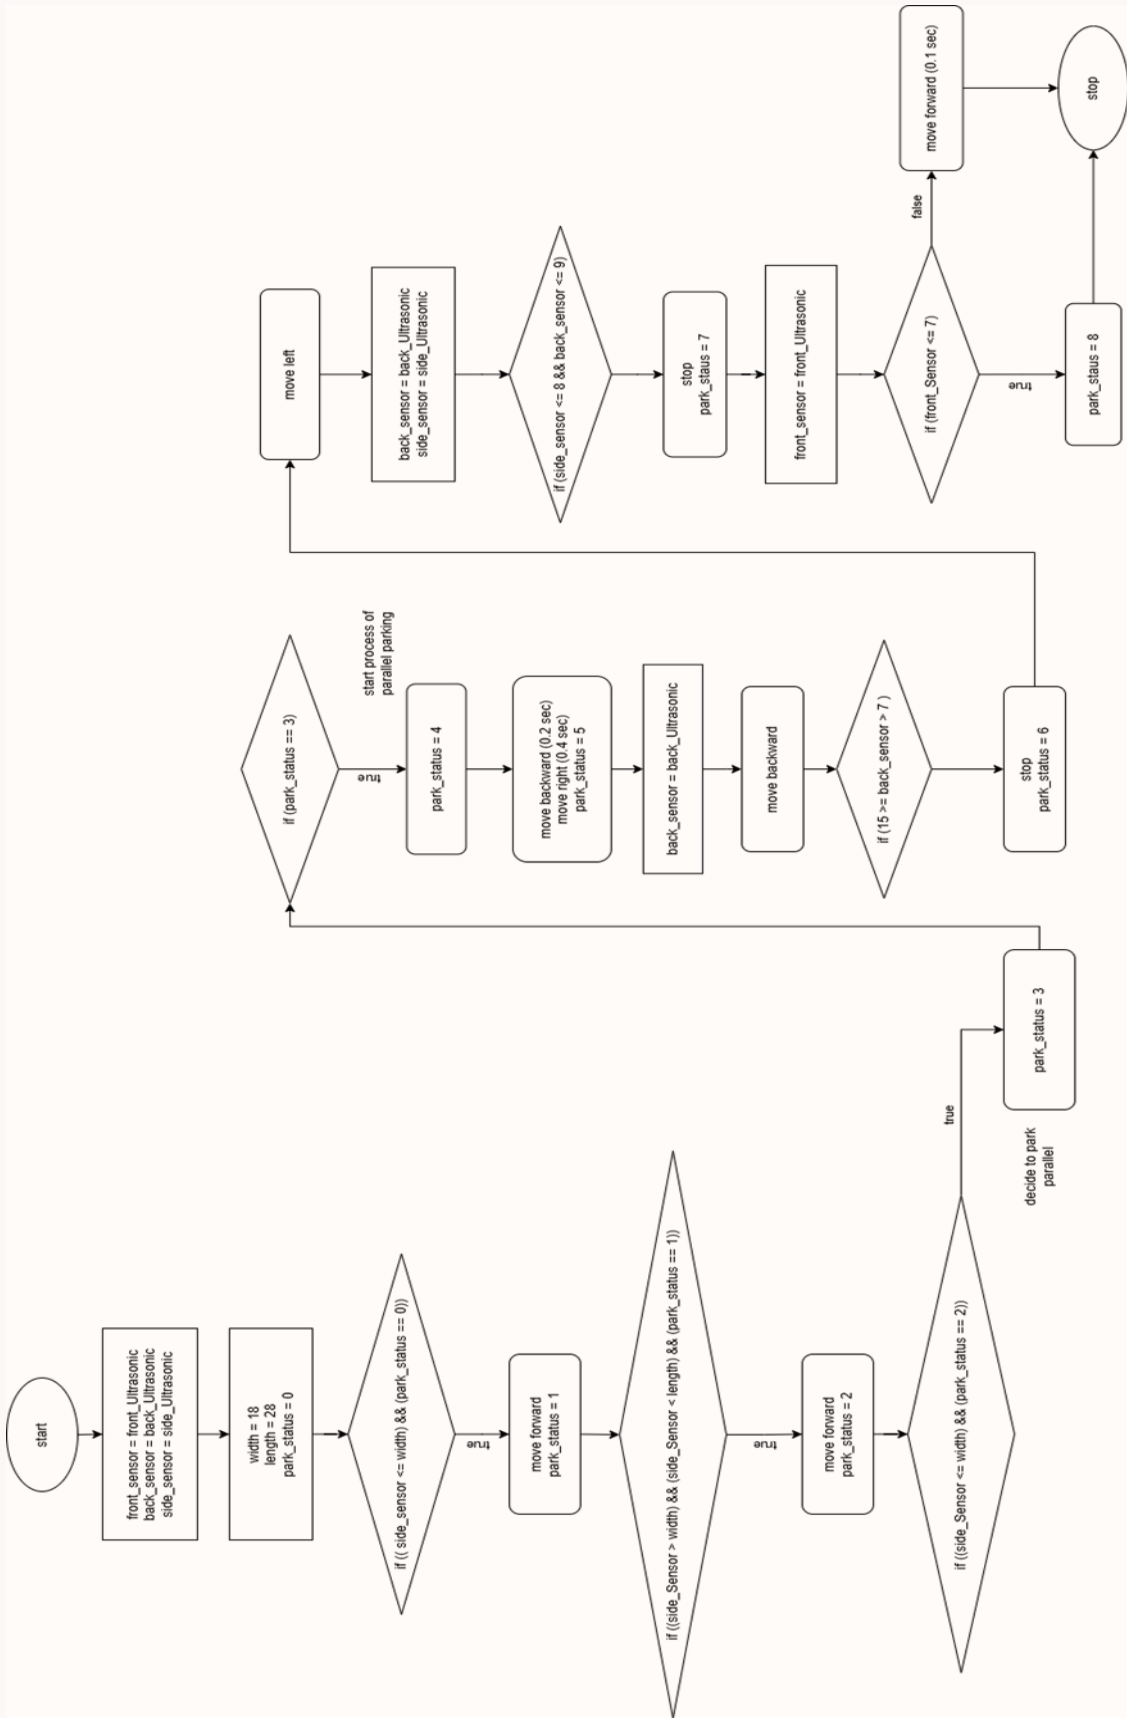 start
front_sensor = front_Ultrasonic
back_sensor = back_Ultrasonic
side_sensor = side_Ultrasonic
width = 18
length = 28
park_status = 0
if (( side_sensor <= width) && (park_status == 0))
true
move forward
park_status = 1
if ((side_Sensor > width) && (side_Sensor < length) && (park_status == 1))
true
move forward
park_status = 2
if ((side_Sensor <= width) && (park_status == 2))
true
decide to park
parallel
park_status = 3
if (park_status == 3)
true
start process of
parallel parking
park_status = 4
move backward (0.2 sec)
move right (0.4 sec)
park_status = 5
back_sensor = back_Ultrasonic
move backward
if (15 >= back_sensor > 7 )
stop
park_status = 6
move left
back_sensor = back_Ultrasonic
side_sensor = side_Ultrasonic
if (side_sensor <= 8 && back_sensor <= 9)
stop
park_staus = 7
front_sensor = front_Ultrasonic
if (front_Sensor <= 7)
false
move forward (0.1 sec)
true
park_staus = 8
stop